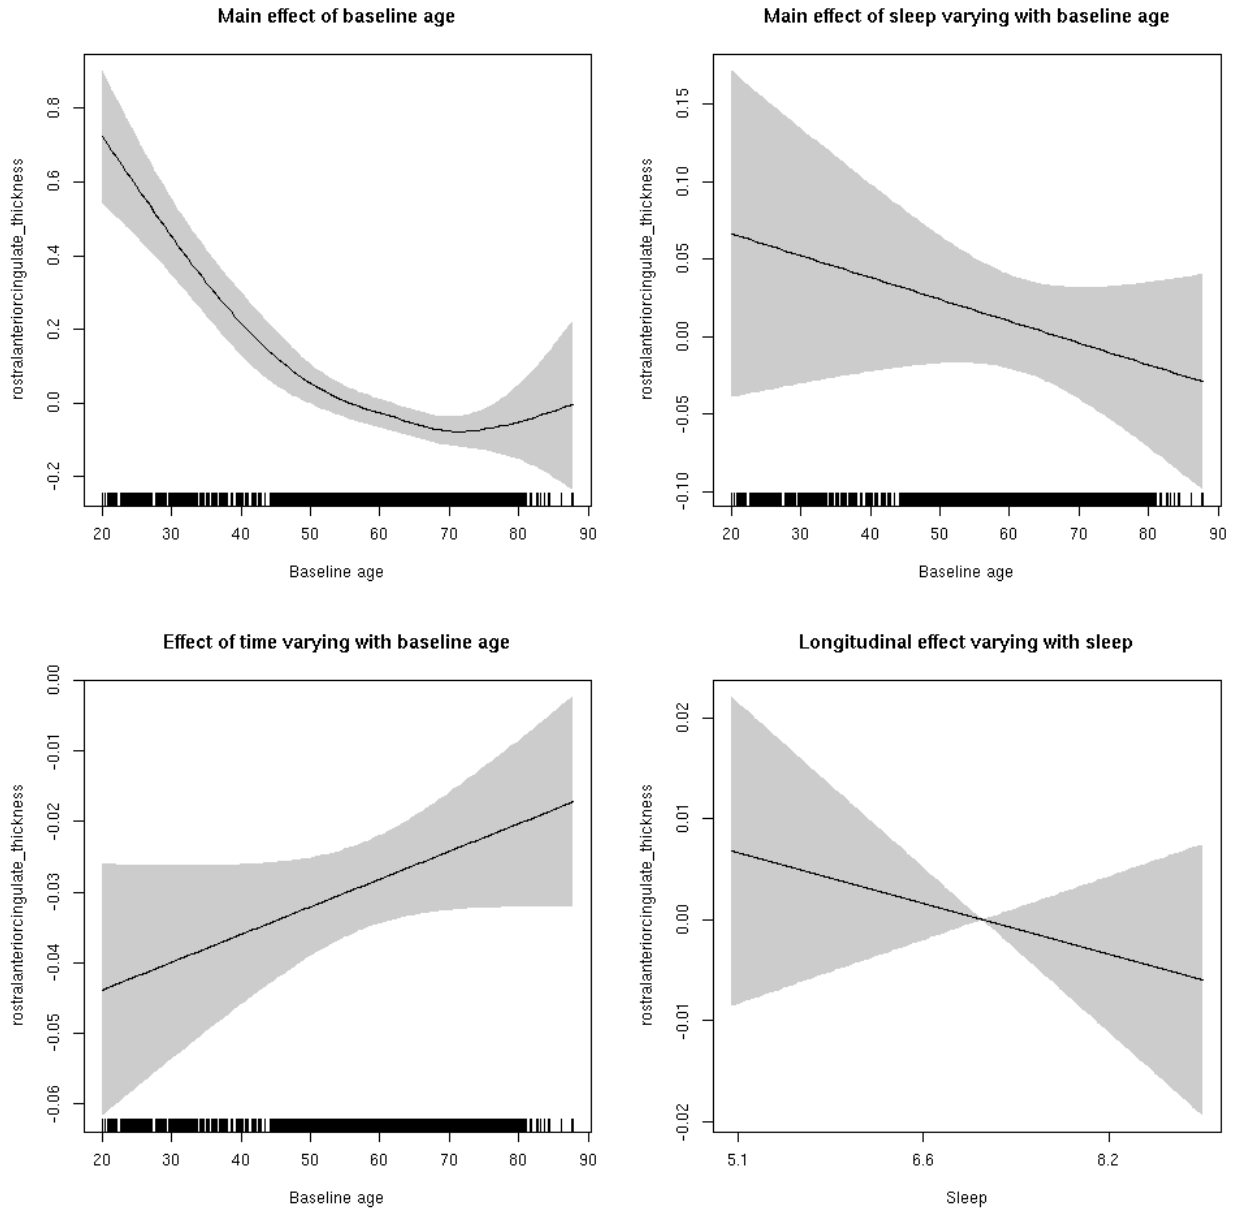 Main effect of baseline age
rostralanteriorcingulate_thickness
0.8
0.6
0.4
0.2
0.0
-0.2
20 30 40 50 60 70 80 90
Baseline age
Main effect of sleep varying with baseline age
rostralanteriorcingulate_thickness
0.15
0.10
0.05
0.00
-0.05
-0.10
20 30 40 50 60 70 80 90
Baseline age
Effect of time varying with baseline age
rostralanteriorcingulate_thickness
0.00
-0.01
-0.02
-0.03
-0.04
-0.05
-0.06
20 30 40 50 60 70 80 90
Baseline age
Longitudinal effect varying with sleep
rostralanteriorcingulate_thickness
0.02
0.01
0.00
-0.01
-0.02
5.1 6.6 8.2
Sleep